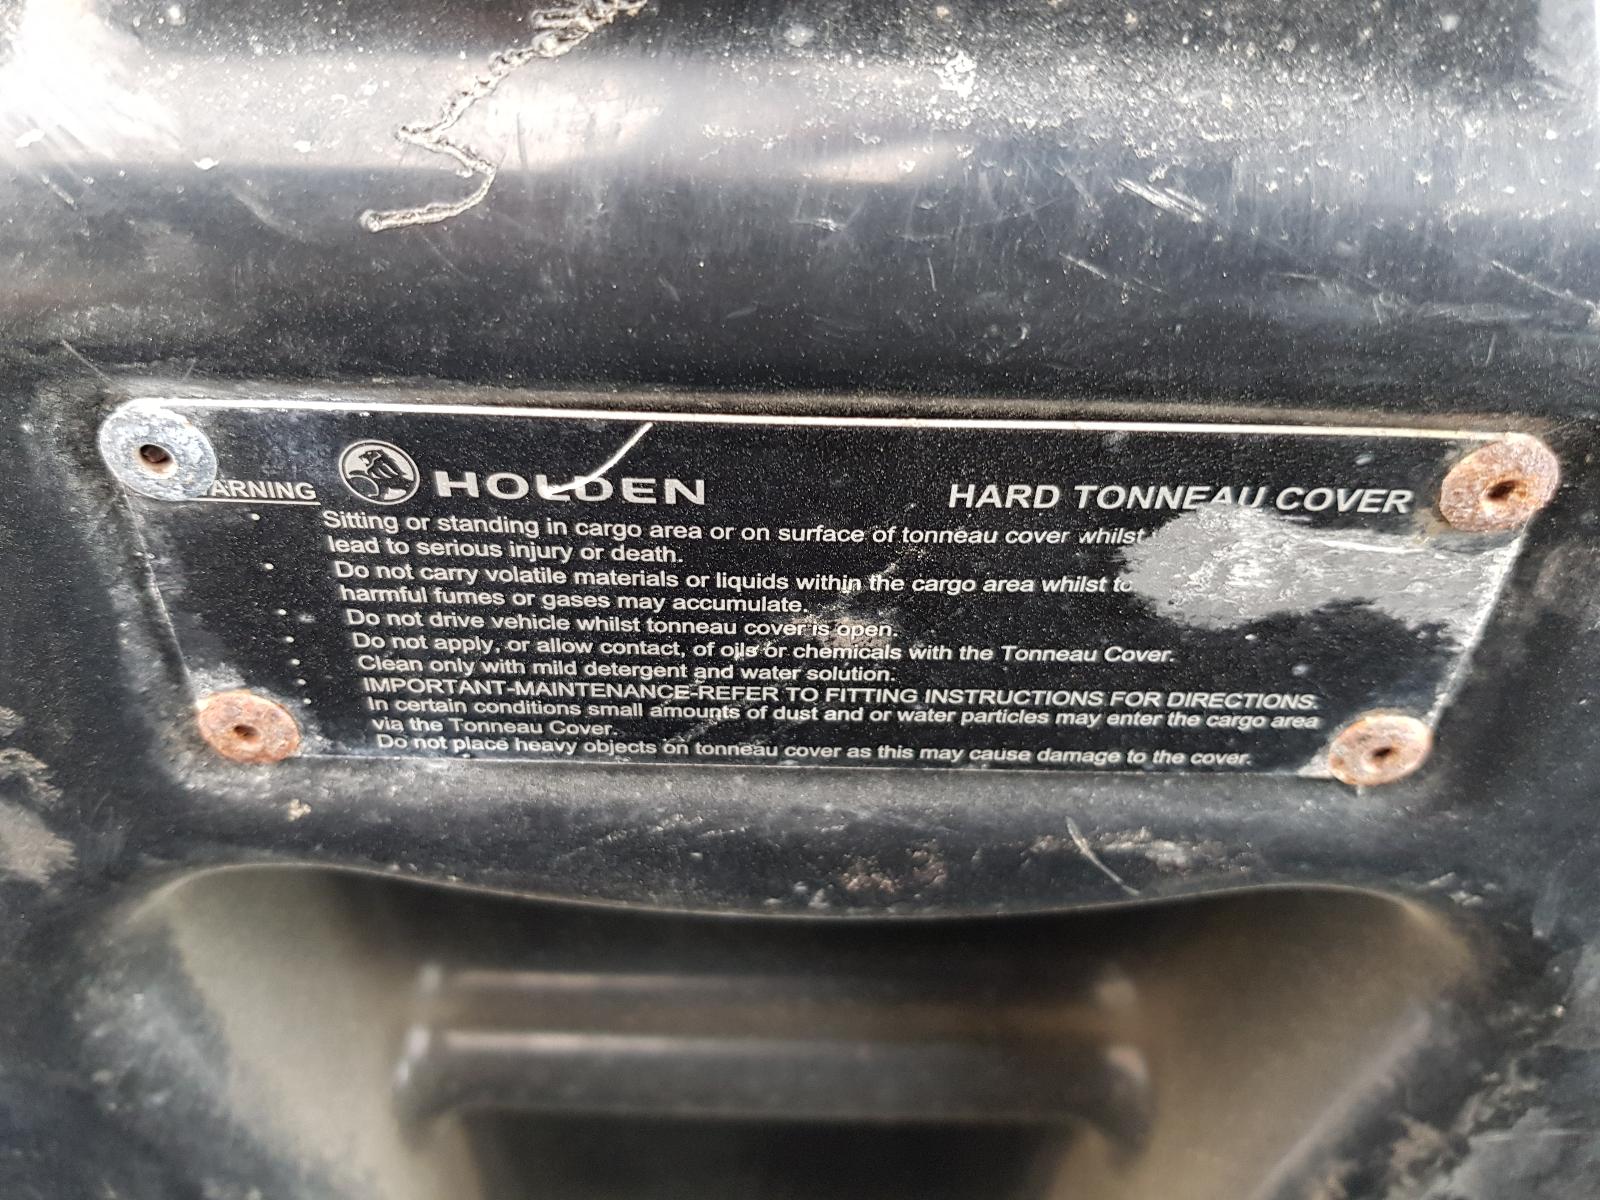 HOLDEN HARD TONNEAU COVER
ARNING
Sitting or standing in cargo area or on surface of tonneau cover whilst
lead to serious injury or death.
Do not carry volatile materials or liquids within the cargo area whilst to
harmful fumes or gases may accumulate.
Do not drive vehicle whilst tonneau cover is open.
Do not apply, or allow contact, of oils or chemicals with the Tonneau Cover.
Clean only with mild detergent and water solution.
IMPORTANT-MAINTENANCE-REFER TO FITTING INSTRUCTIONS FOR DIRECTIONS.
In certain conditions small amounts of dust and or water particles may enter the cargo area
via the Tonneau Cover.
Do not place heavy objects on tonneau cover as this may cause damage to the cover.